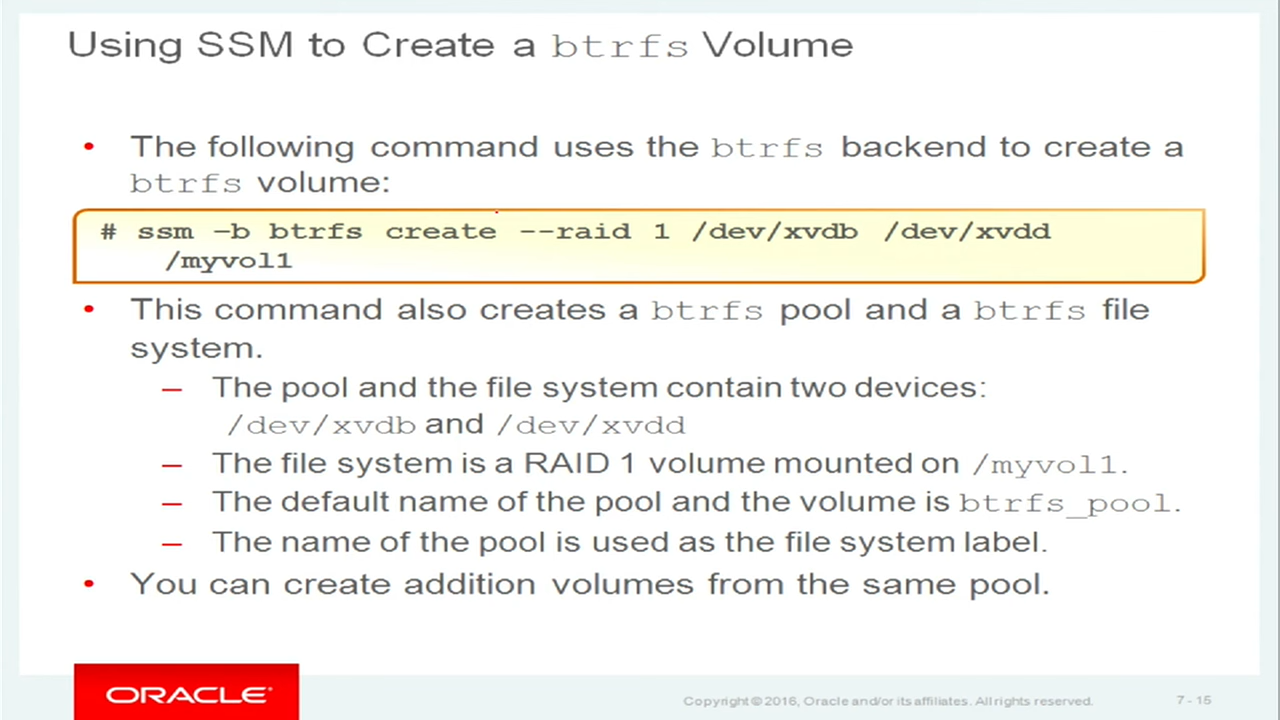 Using SSM to Create a btrfs Volume
• The following command uses the btrfs backend to create a
btrfs volume:
# ssm –b btrfs create --raid 1 /dev/xvdb /dev/xvdd
/myvol1
• This command also creates a btrfs pool and a btrfs file
system.
– The pool and the file system contain two devices:
/dev/xvdb and /dev/xvdd
– The file system is a RAID 1 volume mounted on /myvol1.
– The default name of the pool and the volume is btrfs_pool.
– The name of the pool is used as the file system label.
• You can create addition volumes from the same pool.
ORACLE®
Copyright © 2016, Oracle and/or its affiliates. All rights reserved.
7 - 15